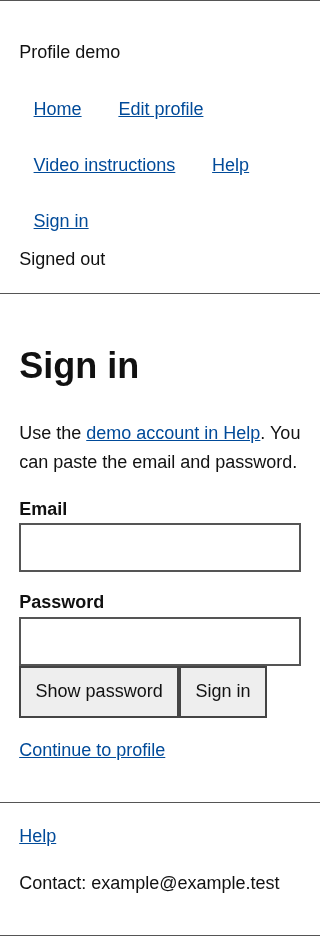 Profile demo
Home Edit profile
Video instructions Help
Sign in
Signed out
Sign in
Use the demo account in Help. You
can paste the email and password.
Email
Password
Show password Sign in
Continue to profile
Help
Contact: example@example.test